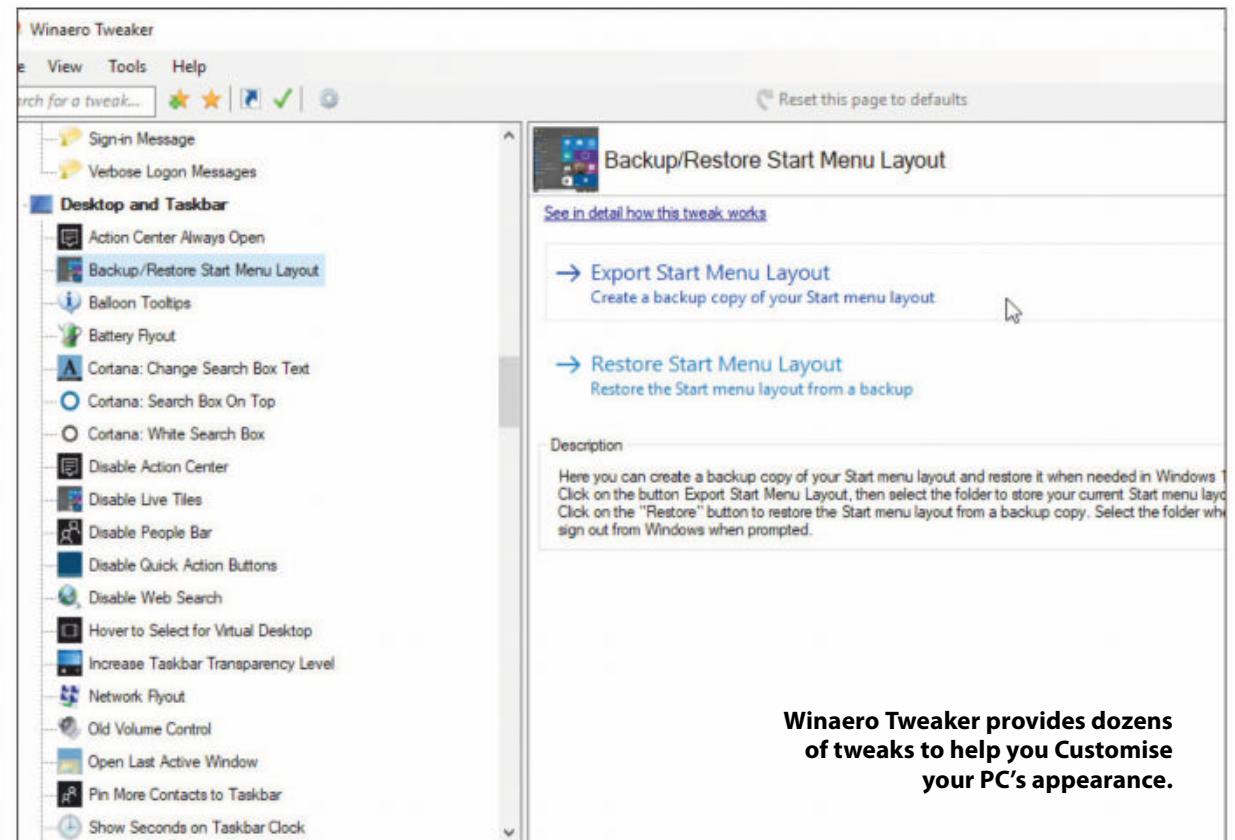 Winaero Tweaker
e View Tools Help
rch for a tweak... Reset this page to defaults
Sign-in Message
Verbose Logon Messages
Desktop and Taskbar
Action Center Always Open
Backup/Restore Start Menu Layout
Balloon Tooltips
Battery Flyout
Cortana: Change Search Box Text
Cortana: Search Box On Top
Cortana: White Search Box
Disable Action Center
Disable Live Tiles
Disable People Bar
Disable Quick Action Buttons
Disable Web Search
Hover to Select for Virtual Desktop
Increase Taskbar Transparency Level
Network Flyout
Old Volume Control
Open Last Active Window
Pin More Contacts to Taskbar
Show Seconds on Taskbar Clock
Backup/Restore Start Menu Layout
See in detail how this tweak works
Export Start Menu Layout
Create a backup copy of your Start menu layout
Restore Start Menu Layout
Restore the Start menu layout from a backup
Description
Here you can create a backup copy of your Start menu layout and restore it when needed in Windows 1
Click on the button Export Start Menu Layout, then select the folder to store your current Start menu layo
Click on the "Restore" button to restore the Start menu layout from a backup copy. Select the folder whe
sign out from Windows when prompted.
Winaero Tweaker provides dozens
of tweaks to help you Customise
your PC's appearance.